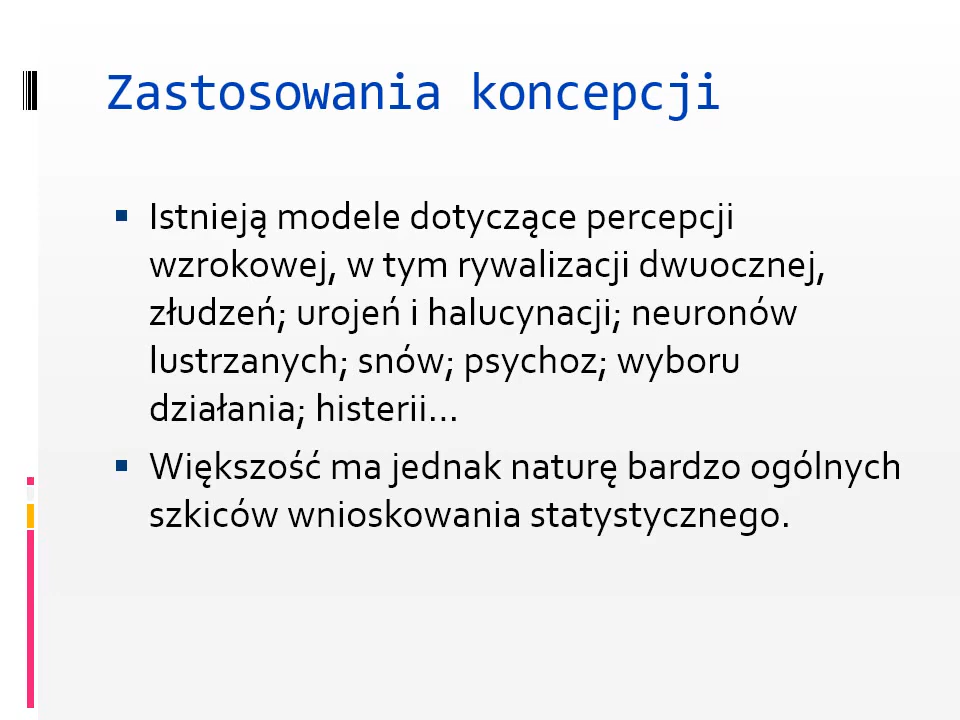 Zastosowania koncepcji
Istnieją modele dotyczące percepcji
wzrokowej, w tym rywalizacji dwuocznej,
złudzeń; urojeń i halucynacji; neuronów
lustrzanych; snów; psychoz; wyboru
działania; histerii...
Większość ma jednak naturę bardzo ogólnych
szkiców wnioskowania statystycznego.